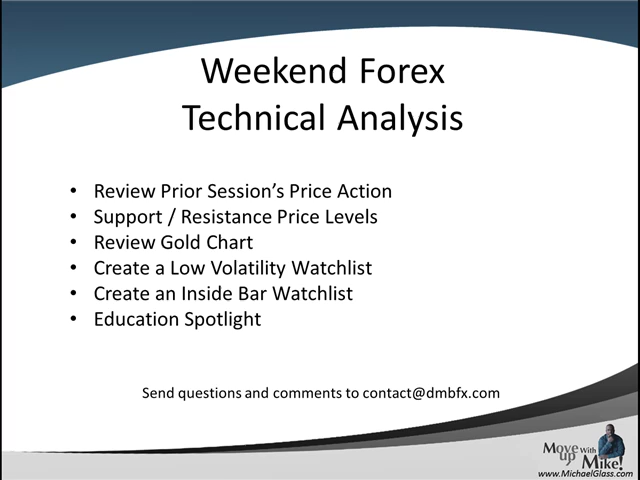 Weekend Forex
Technical Analysis
• Review Prior Session's Price Action
• Support / Resistance Price Levels
• Review Gold Chart
• Create a Low Volatility Watchlist
• Create an Inside Bar Watchlist
• Education Spotlight
Send questions and comments to contact@dmbfx.com
Move up With Mike!
www.MichaelGlass.com